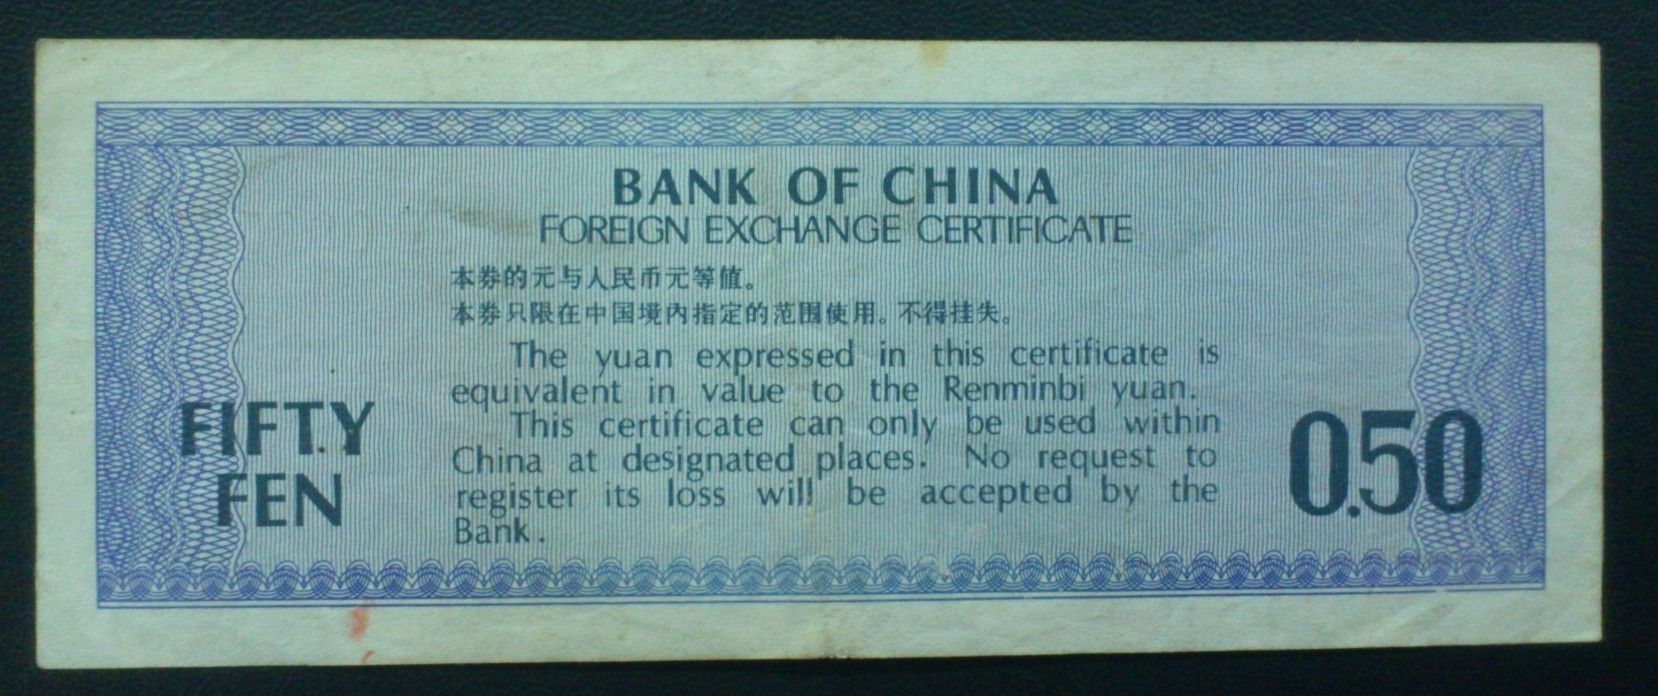 BANK OF CHINA
FOREIGN EXCHANGE CERTIFICATE
本券的元与人民币元等值。
本券只限在中国境内指定的范围使用。不得挂失。
The yuan expressed in this certificate is
equivalent in value to the Renminbi yuan.
This certificate can only be used within
China at designated places. No request to
register its loss will be accepted by the
Bank.
FIFTY
FEN
0.50